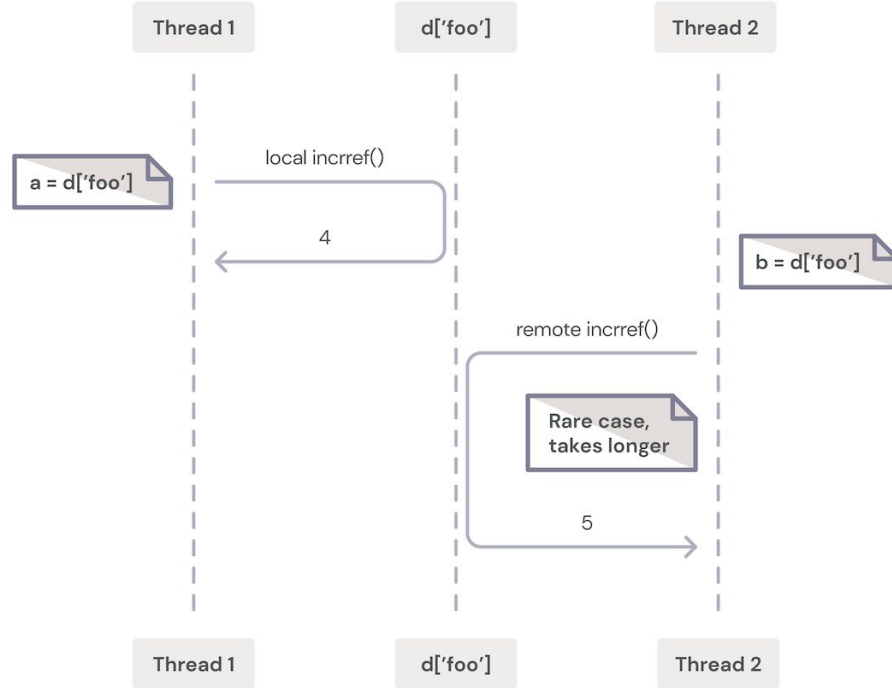 Thread 1
d['foo']
Thread 2
local incrref()
a = d['foo']
4
b = d['foo']
remote incrref()
Rare case,
takes longer
5
Thread 1
d['foo']
Thread 2